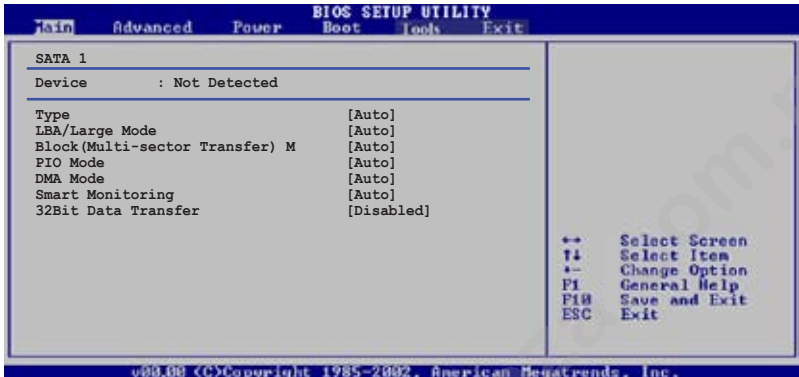 BIOS SETUP UTILITY
Main Advanced Power Boot Tools Exit
SATA 1
Device : Not Detected
Type [Auto]
LBA/Large Mode [Auto]
Block(Multi-sector Transfer) M [Auto]
PIO Mode [Auto]
DMA Mode [Auto]
Smart Monitoring [Auto]
32Bit Data Transfer [Disabled]
←→ Select Screen
↑↓ Select Item
+- Change Option
F1 General Help
F10 Save and Exit
ESC Exit
v00.00 (C)Copyright 1985-2002, American Megatrends, Inc.